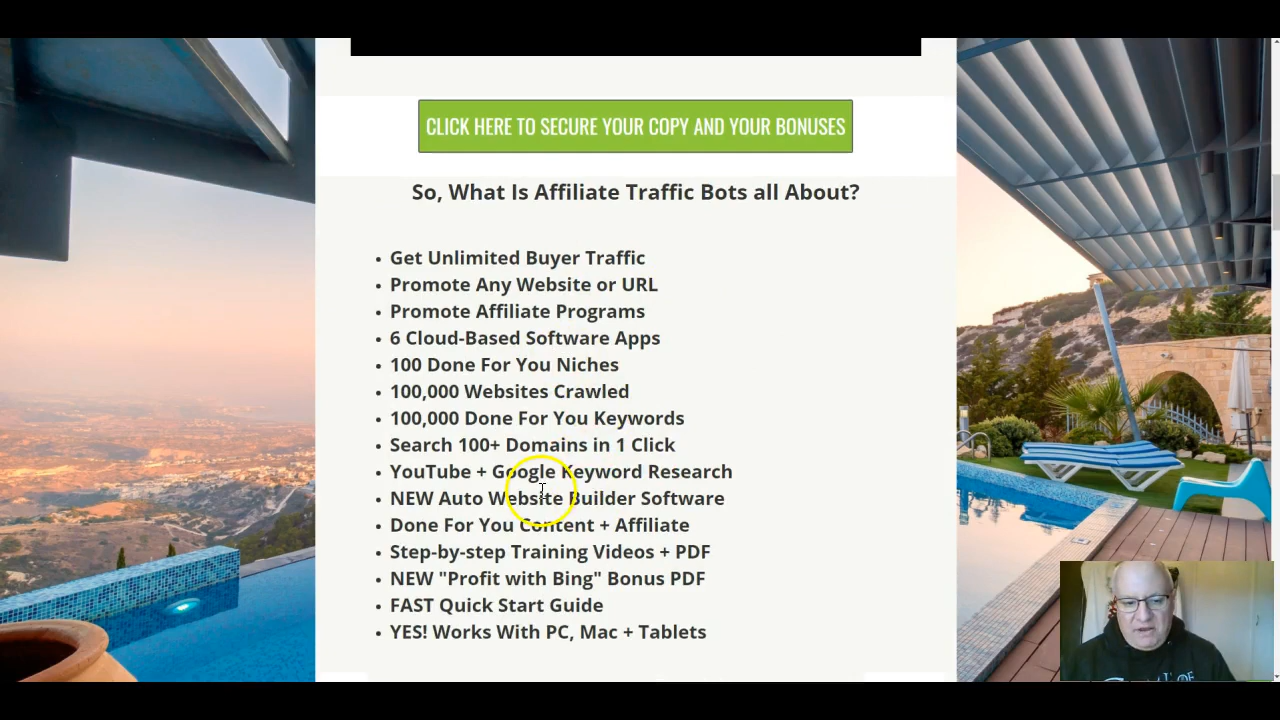 CLICK HERE TO SECURE YOUR COPY AND YOUR BONUSES
So, What Is Affiliate Traffic Bots all About?
• Get Unlimited Buyer Traffic
• Promote Any Website or URL
• Promote Affiliate Programs
• 6 Cloud-Based Software Apps
• 100 Done For You Niches
• 100,000 Websites Crawled
• 100,000 Done For You Keywords
• Search 100+ Domains in 1 Click
• YouTube + Google Keyword Research
• NEW Auto Website Builder Software
• Done For You Content + Affiliate
• Step-by-step Training Videos + PDF
• NEW "Profit with Bing" Bonus PDF
• FAST Quick Start Guide
• YES! Works With PC, Mac + Tablets